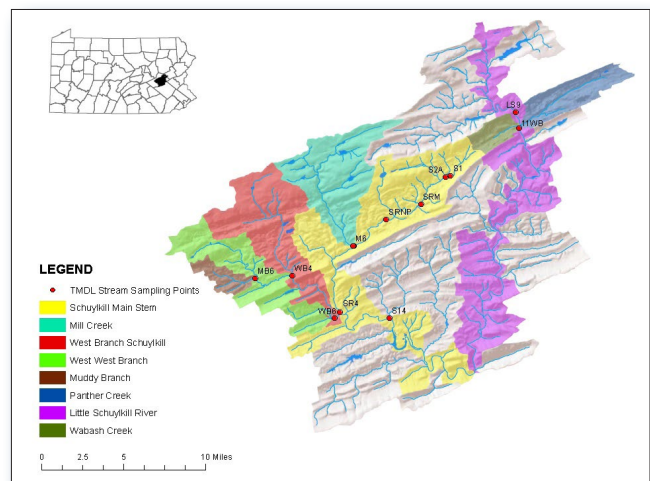 LS9
11WB
S2A
S1
SRM
SRNP
M6
MB6
WB4
SR4
WB6
S14
LEGEND
TMDL Stream Sampling Points
Schuylkill Main Stem
Mill Creek
West Branch Schuylkill
West West Branch
Muddy Branch
Panther Creek
Little Schuylkill River
Wabash Creek
0 2.5 5 10 Miles